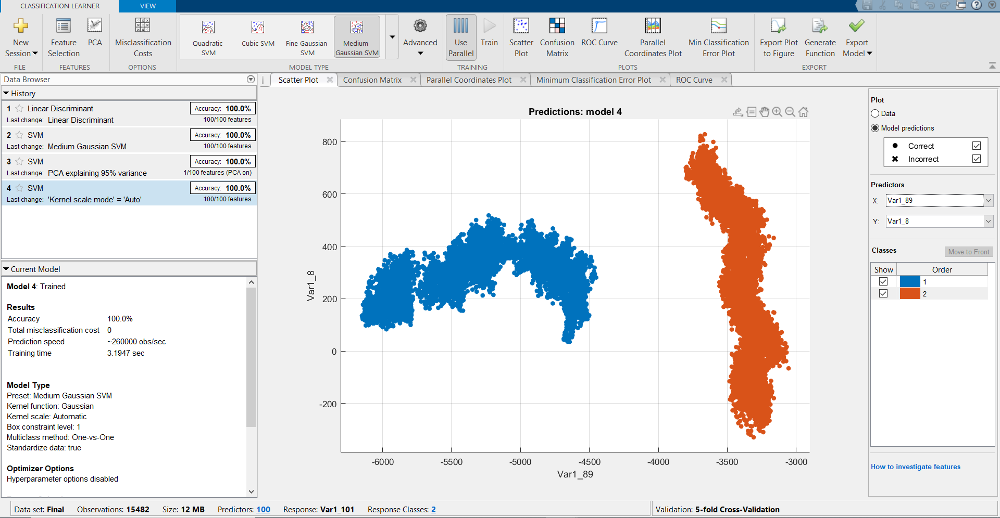 CLASSIFICATION LEARNER
VIEW
New
Session
Feature
Selection
PCA
Misclassification
Costs
Quadratic
SVM
Cubic SVM
Fine Gaussian
SVM
Medium
Gaussian SVM
Advanced
Use
Parallel
Train
Scatter
Plot
Confusion
Matrix
ROC Curve
Parallel
Coordinates Plot
Min Classification
Error Plot
Export Plot
to Figure
Generate
Function
Export
Model
FILE
FEATURES
OPTIONS
MODEL TYPE
TRAINING
PLOTS
EXPORT
Data Browser
History
1 Linear Discriminant Accuracy: 100.0%
Last change: Linear Discriminant 100/100 features
2 SVM Accuracy: 100.0%
Last change: Medium Gaussian SVM 100/100 features
3 SVM Accuracy: 100.0%
Last change: PCA explaining 95% variance 1/100 features (PCA on)
4 SVM Accuracy: 100.0%
Last change: 'Kernel scale mode' = 'Auto' 100/100 features
Current Model
Model 4: Trained
Results
Accuracy 100.0%
Total misclassification cost 0
Prediction speed ~260000 obs/sec
Training time 3.1947 sec
Model Type
Preset: Medium Gaussian SVM
Kernel function: Gaussian
Kernel scale: Automatic
Box constraint level: 1
Multiclass method: One-vs-One
Standardize data: true
Optimizer Options
Hyperparameter options disabled
Scatter Plot
Confusion Matrix
Parallel Coordinates Plot
Minimum Classification Error Plot
ROC Curve
Predictions: model 4
800
600
400
200
0
-200
Var1_8
-6000
-5500
-5000
-4500
-4000
-3500
-3000
Var1_89
Plot
Data
Model predictions
Correct
Incorrect
Predictors
X: Var1_89
Y: Var1_8
Classes
Move to Front
Show Order
1
2
How to investigate features
Data set: Final Observations: 15482 Size: 12 MB Predictors: 100 Response: Var1_101 Response Classes: 2 Validation: 5-fold Cross-Validation